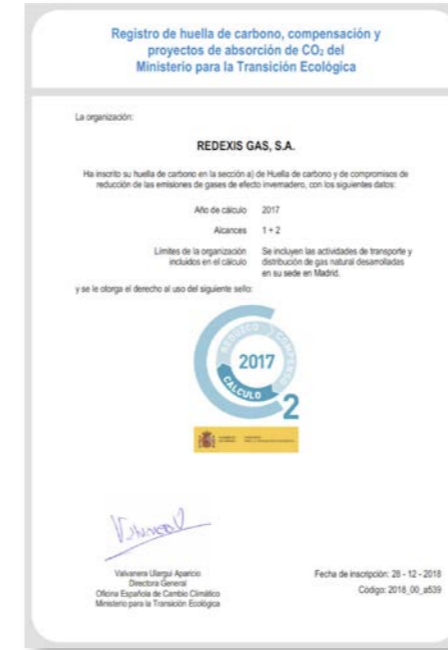 Registro de huella de carbono, compensación y
proyectos de absorción de CO₂ del
Ministerio para la Transición Ecológica
La organización:
REDEXIS GAS, S.A.
Ha inscrito su huella de carbono en la sección a) de Huella de carbono y de compromisos de
reducción de las emisiones de gases de efecto invernadero, con los siguientes datos:
Año de cálculo 2017
Alcances 1 + 2
Límites de la organización Se incluyen las actividades de transporte y
incluidos en el cálculo distribución de gas natural desarrolladas
en su sede en Madrid.
y se le otorga el derecho al uso del siguiente sello:
REDUZCO COMPENSO
2017
CALCULO
2
Valvanera Ulargui Aparicio
Directora General
Oficina Española de Cambio Climático
Ministerio para la Transición Ecológica
Fecha de inscripción: 28 - 12 - 2018
Código: 2018_00_a539